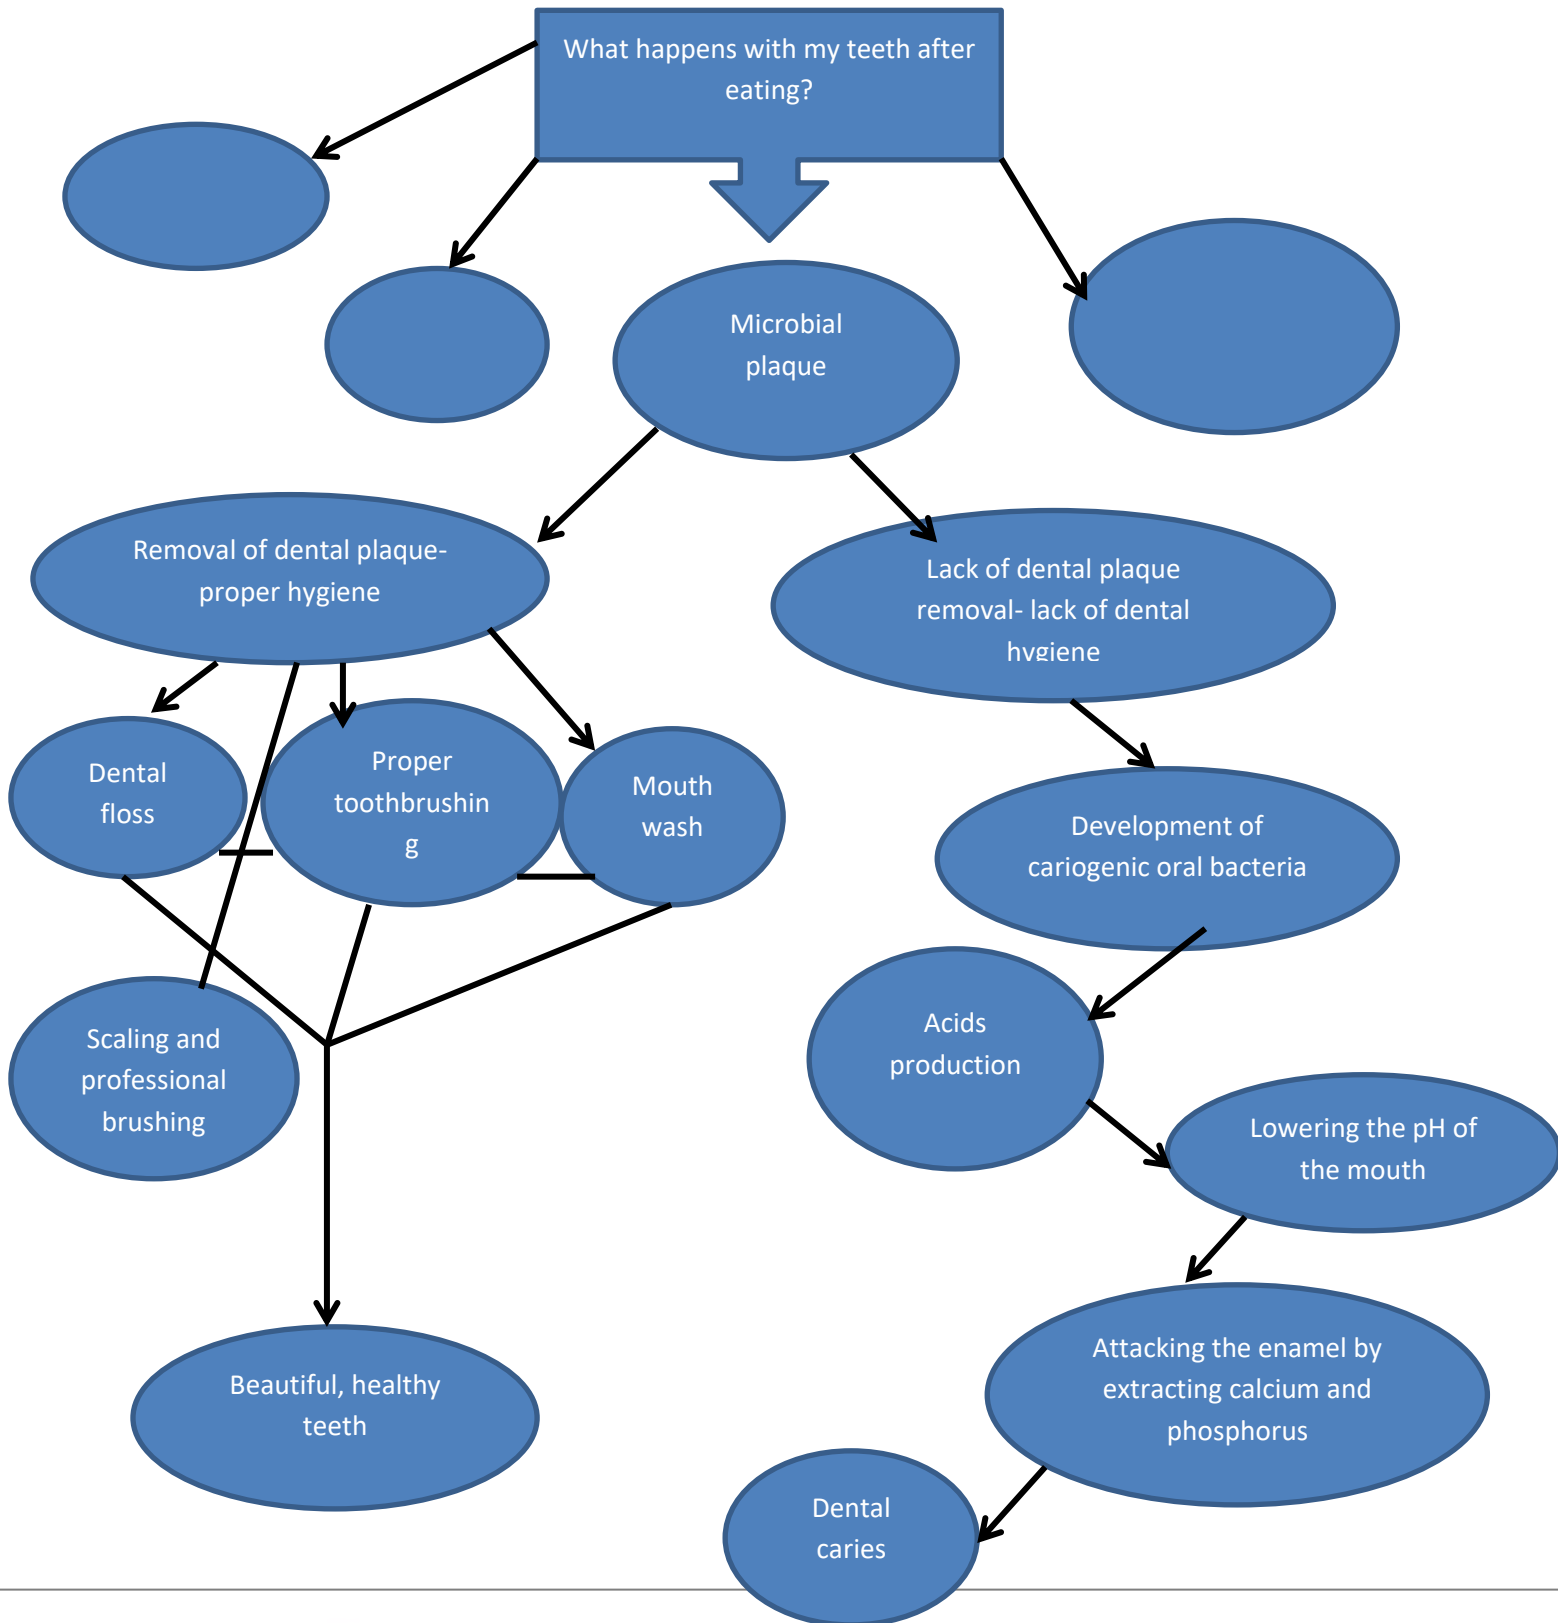 What happens with my teeth after
eating?
Microbial
plaque
Removal of dental plaque-
proper hygiene
Lack of dental plaque
removal- lack of dental
hygiene
Dental
floss
Proper
toothbrushin
g
Mouth
wash
Development of
cariogenic oral bacteria
Scaling and
professional
brushing
Acids
production
Lowering the pH of
the mouth
Beautiful, healthy
teeth
Attacking the enamel by
extracting calcium and
phosphorus
Dental
caries